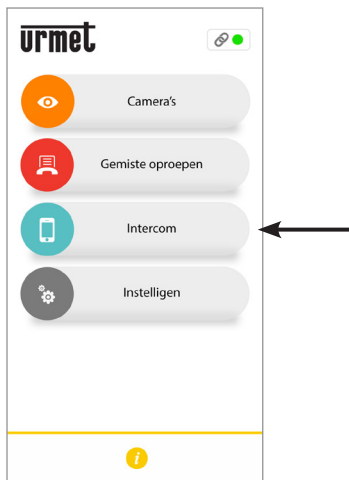 urmet
Camera's
Gemiste oproepen
Intercom
Instelligen
i